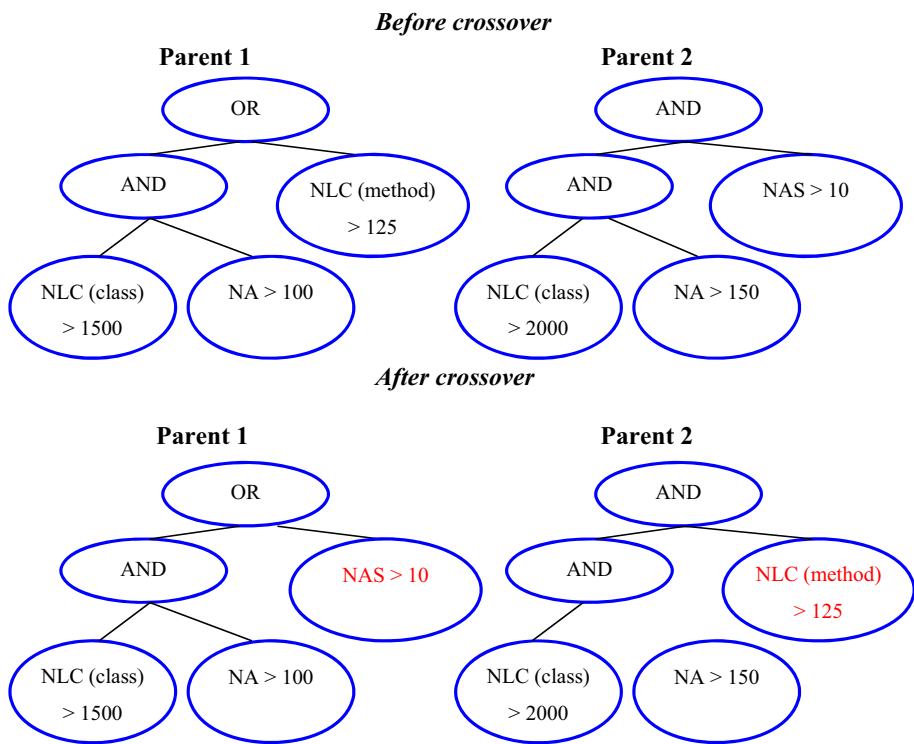 Before crossover
Parent 1 Parent 2
OR AND
AND NLC (method) AND NAS > 10
> 125
NLC (class) NA > 100 NLC (class) NA > 150
> 1500 > 2000
After crossover
Parent 1 Parent 2
OR AND
AND NAS > 10 AND NLC (method)
> 125
NLC (class) NA > 100 NLC (class) NA > 150
> 1500 > 2000